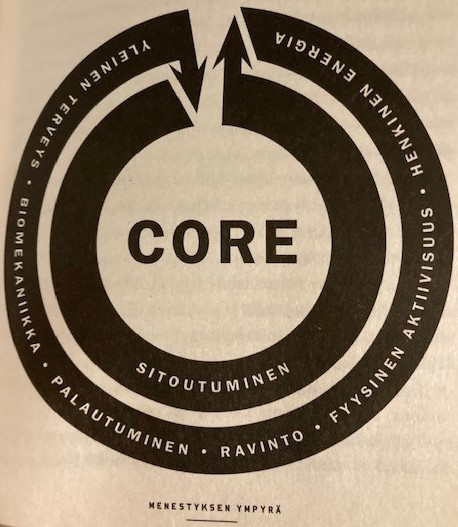 CORE
SITOUTUMINEN
YLEINEN TERVEYS • BIOMEKANIIKKA • PALAUTUMINEN • RAVINTO • FYYSINEN AKTIIVISUUS • HENKINEN ENERGIA
MENESTYKSEN YMPYRÄ